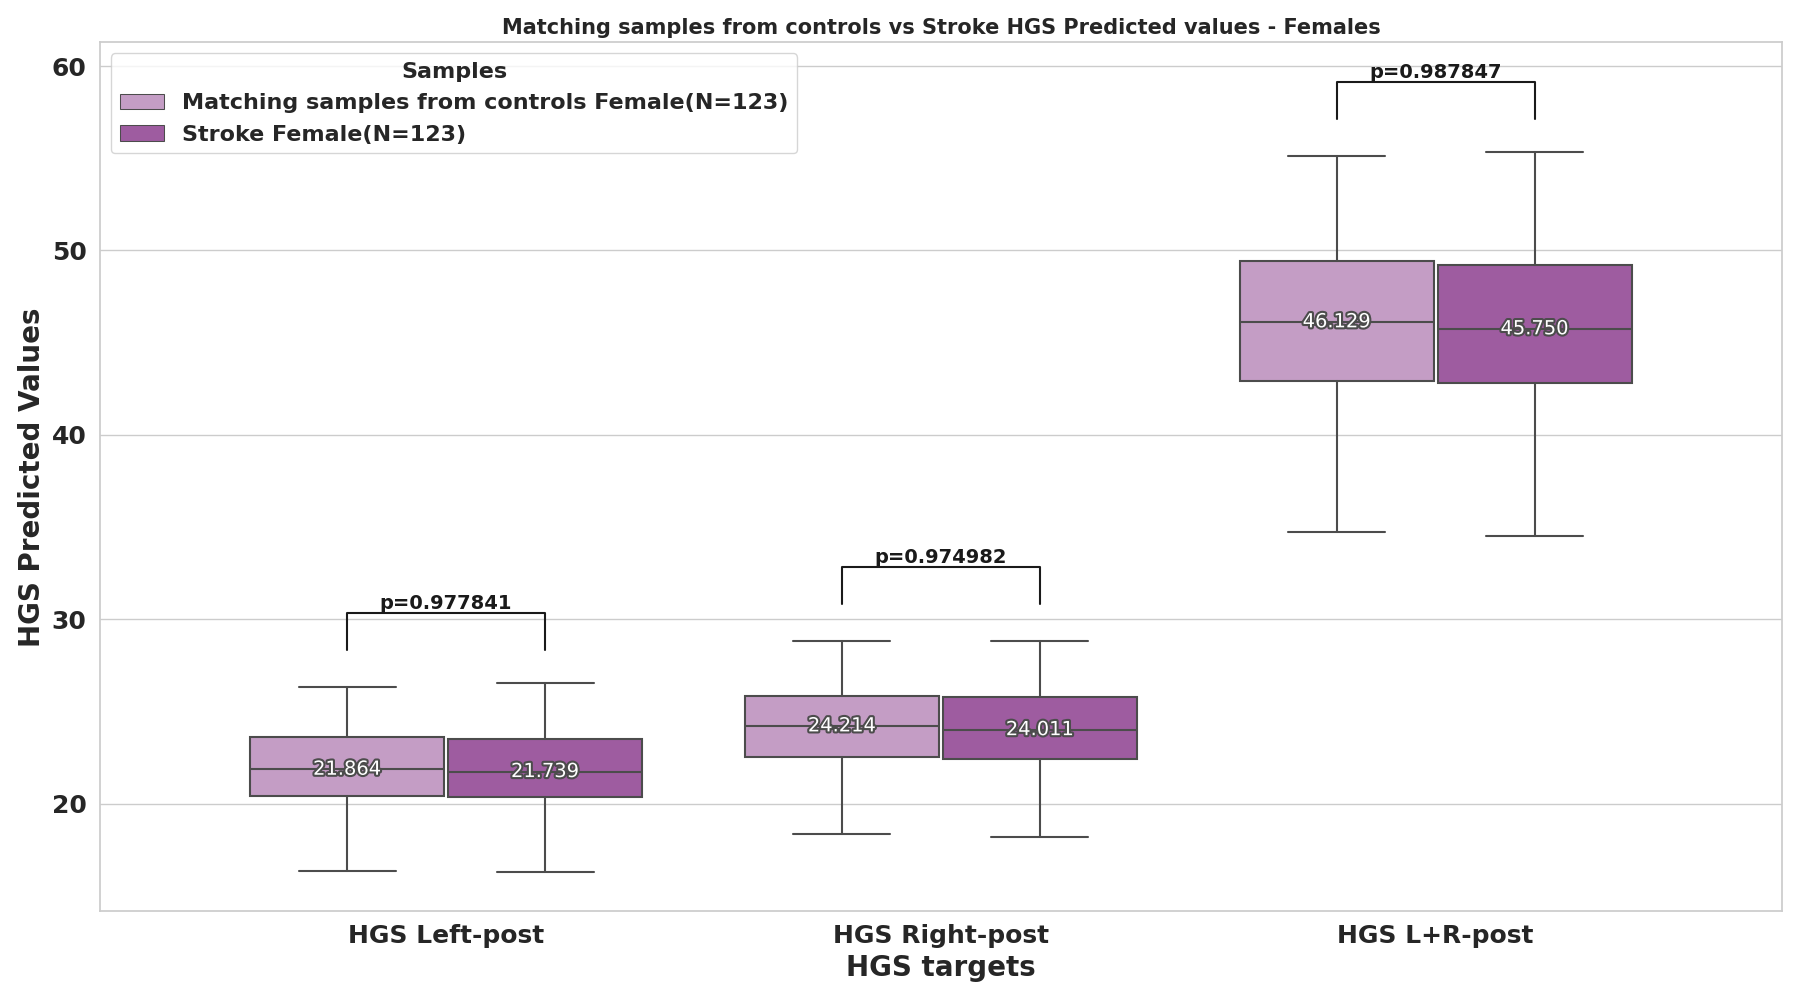 Matching samples from controls vs Stroke HGS Predicted values - Females
Samples
Matching samples from controls Female(N=123)
Stroke Female(N=123)
HGS Predicted Values
60
50
40
30
20
p=0.977841
p=0.974982
p=0.987847
21.864
21.739
24.214
24.011
46.129
45.750
HGS Left-post
HGS Right-post
HGS L+R-post
HGS targets